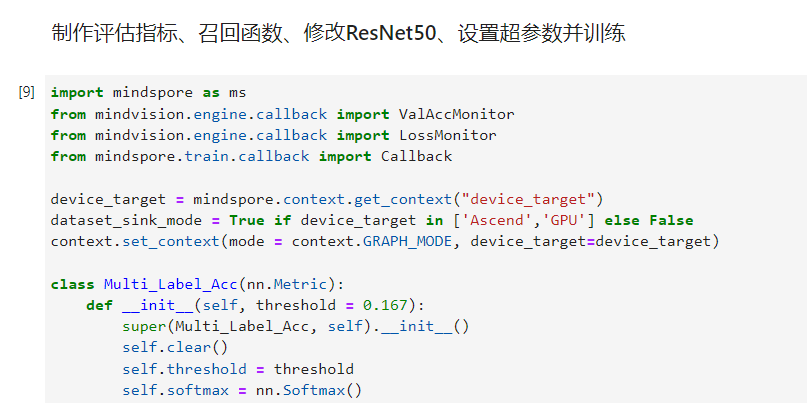 制作评估指标、召回函数、修改ResNet50、设置超参数并训练
[9] import mindspore as ms
from mindvision.engine.callback import ValAccMonitor
from mindvision.engine.callback import LossMonitor
from mindspore.train.callback import Callback
device_target = mindspore.context.get_context("device_target")
dataset_sink_mode = True if device_target in ['Ascend','GPU'] else False
context.set_context(mode = context.GRAPH_MODE, device_target=device_target)
class Multi_Label_Acc(nn.Metric):
    def __init__(self, threshold = 0.167):
        super(Multi_Label_Acc, self).__init__()
        self.clear()
        self.threshold = threshold
        self.softmax = nn.Softmax()